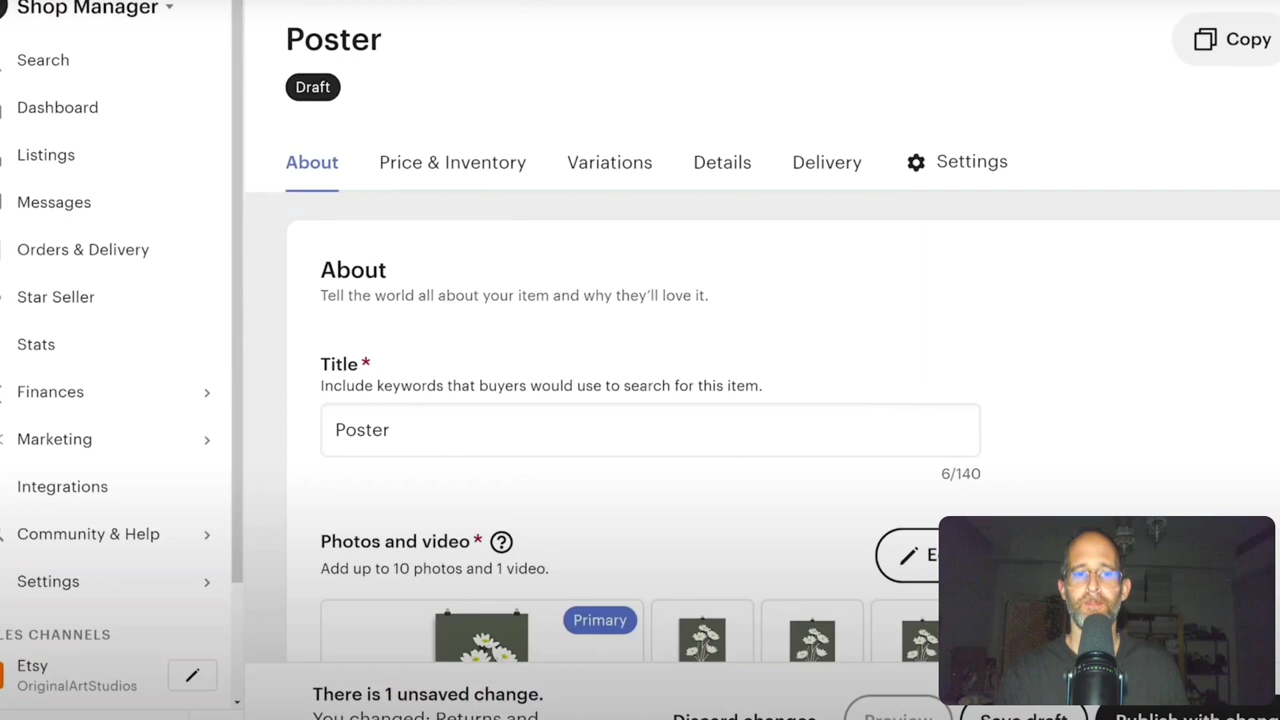 Shop Manager
Search
Dashboard
Listings
Messages
Orders & Delivery
Star Seller
Stats
Finances
Marketing
Integrations
Community & Help
Settings
LES CHANNELS
Etsy
OriginalArtStudios
Poster
Copy
Draft
About
Price & Inventory
Variations
Details
Delivery
Settings
About
Tell the world all about your item and why they'll love it.
Title*
Include keywords that buyers would use to search for this item.
Poster
6/140
Photos and video*
Add up to 10 photos and 1 video.
Primary
There is 1 unsaved change.
You changed: Returns and
Discard changes
Preview
Save draft
Publish with